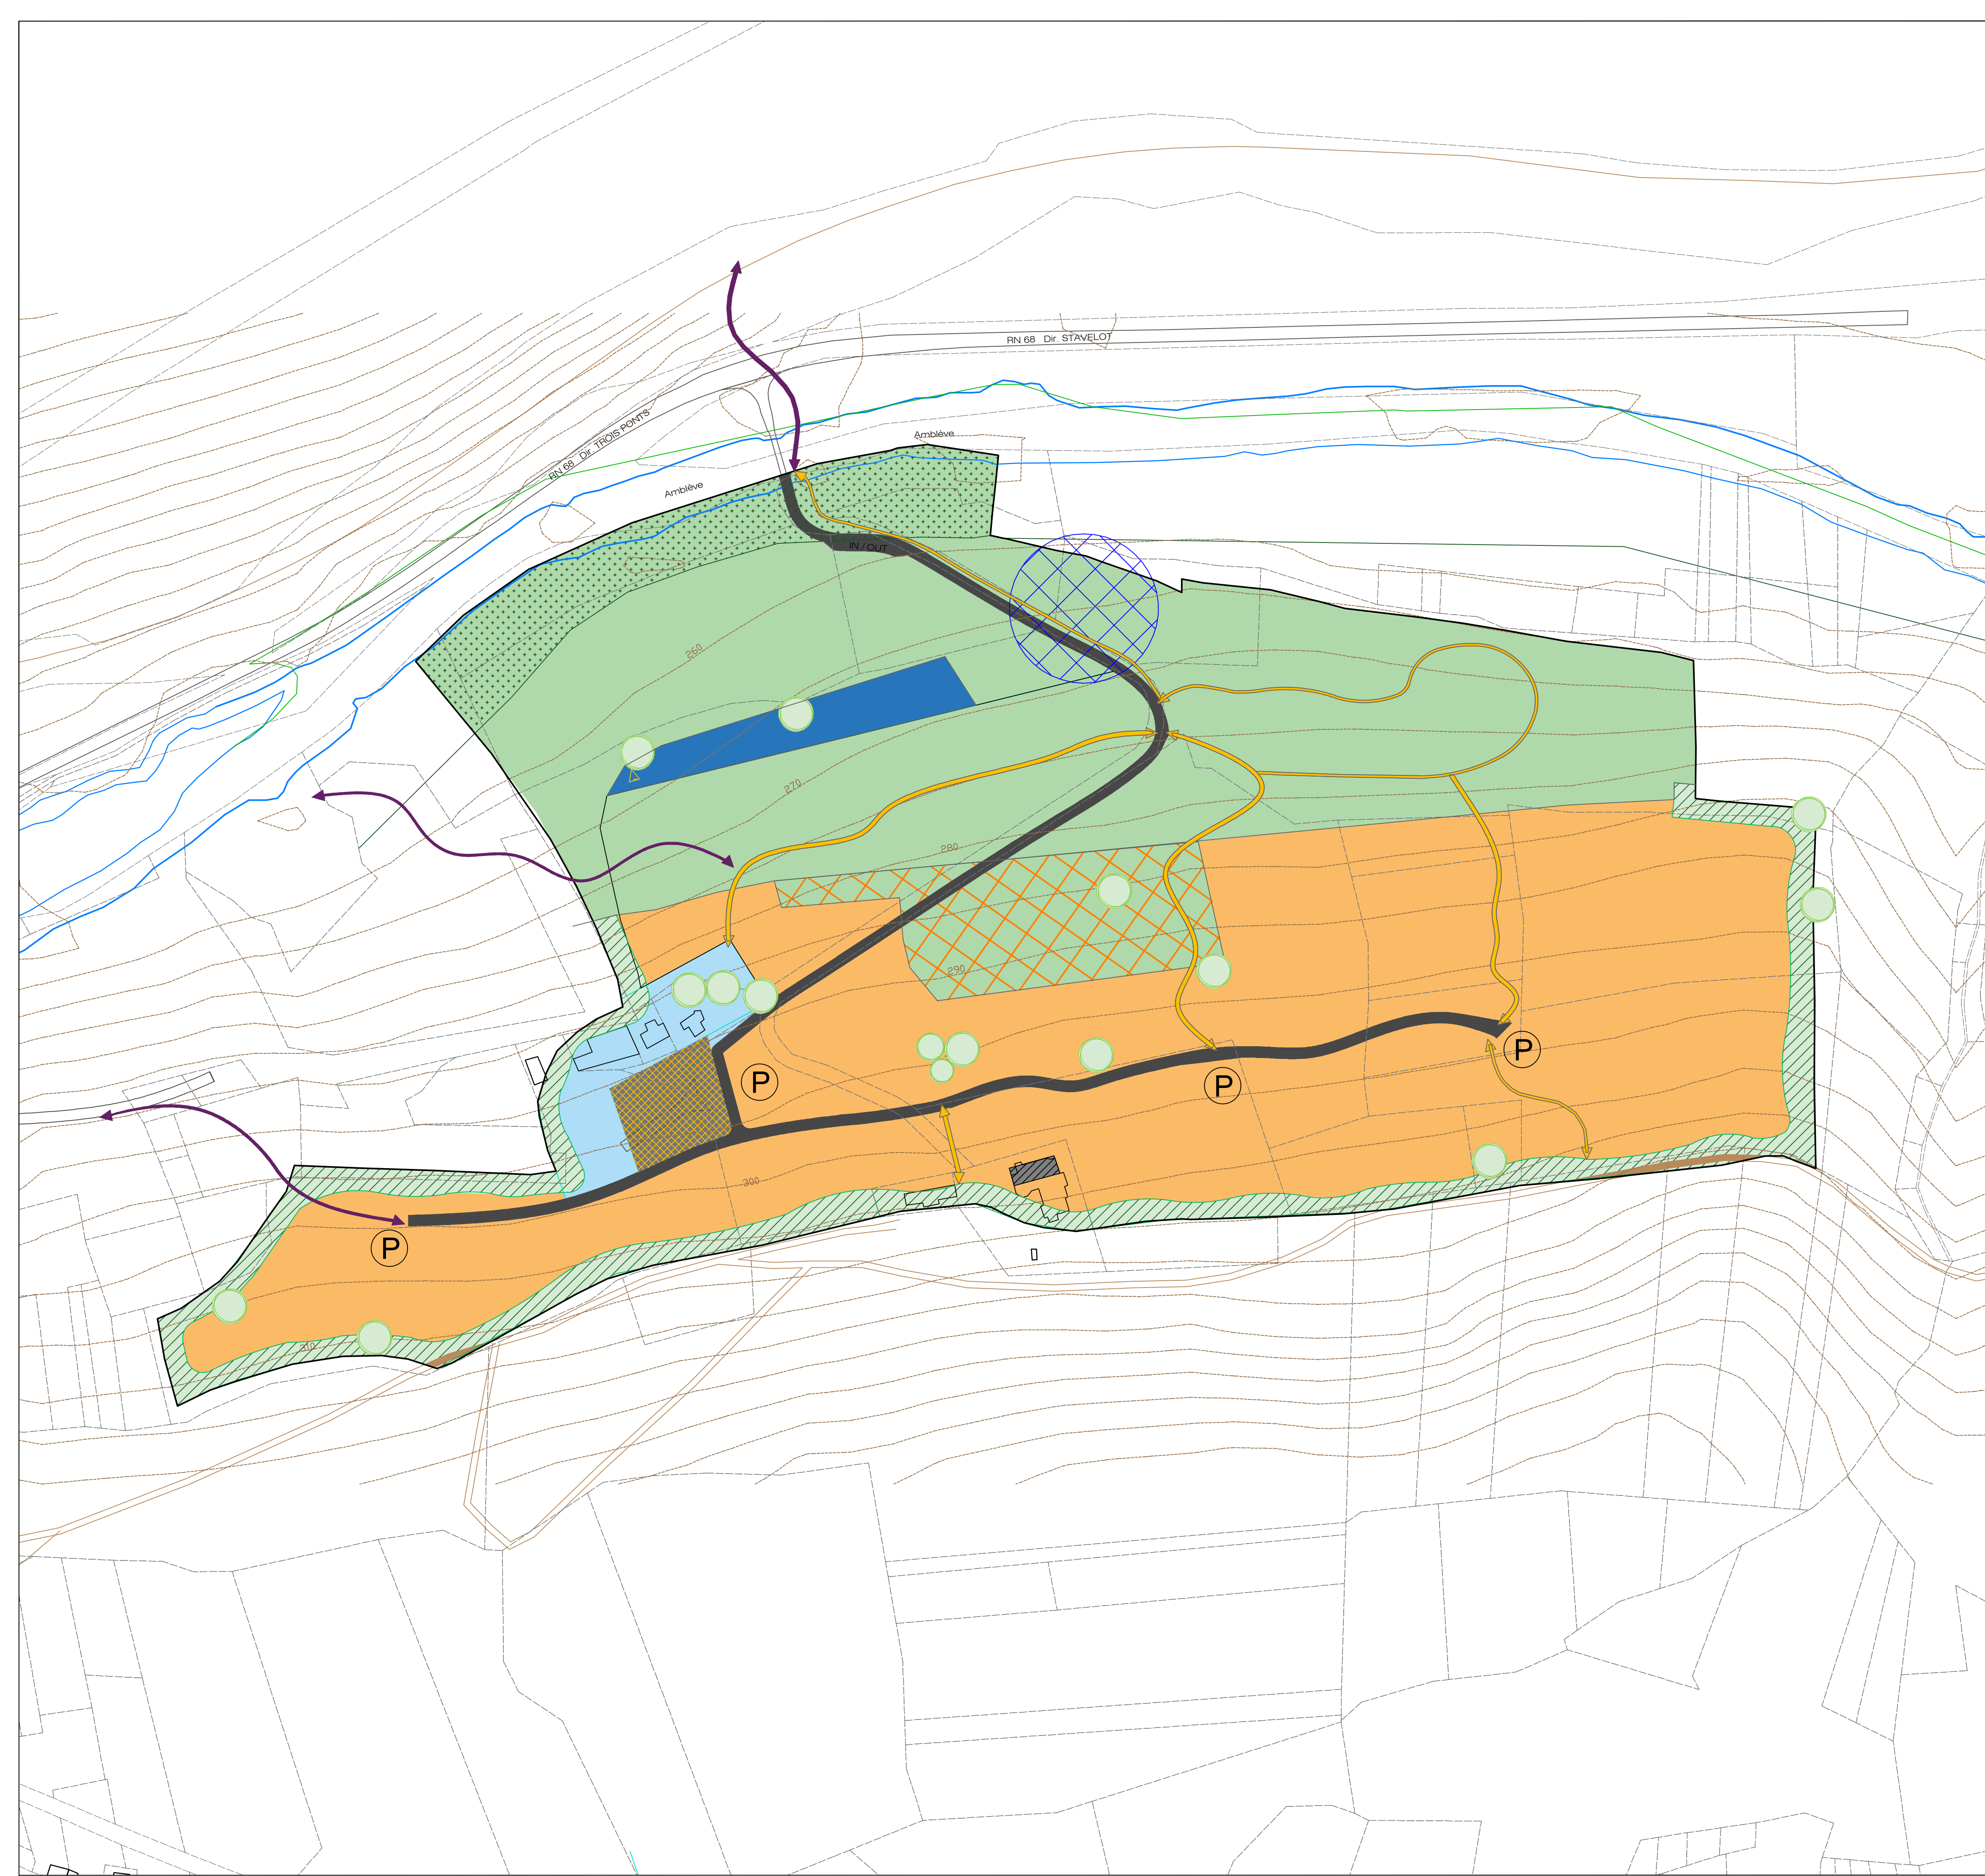 RN 68 Dir. STAVELOT
RN 68 Dir. TROIS PONTS
Amblève
Amblève
IN / OUT
260
270
280
290
P
P
P
300
P
310